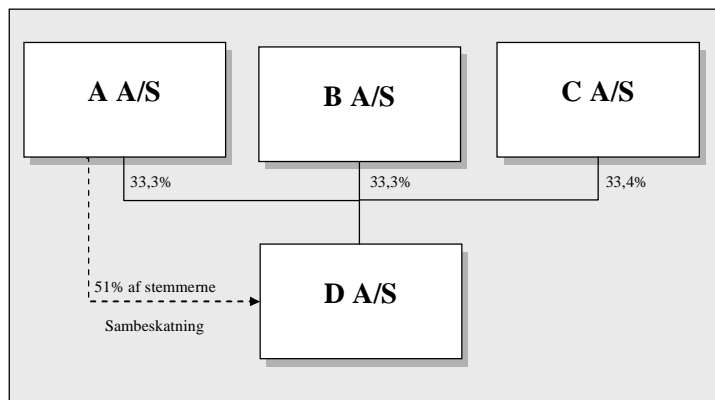 A A/S
B A/S
C A/S
33,3%
33,3%
33,4%
51% af stemmerne
Sambeskatning
D A/S